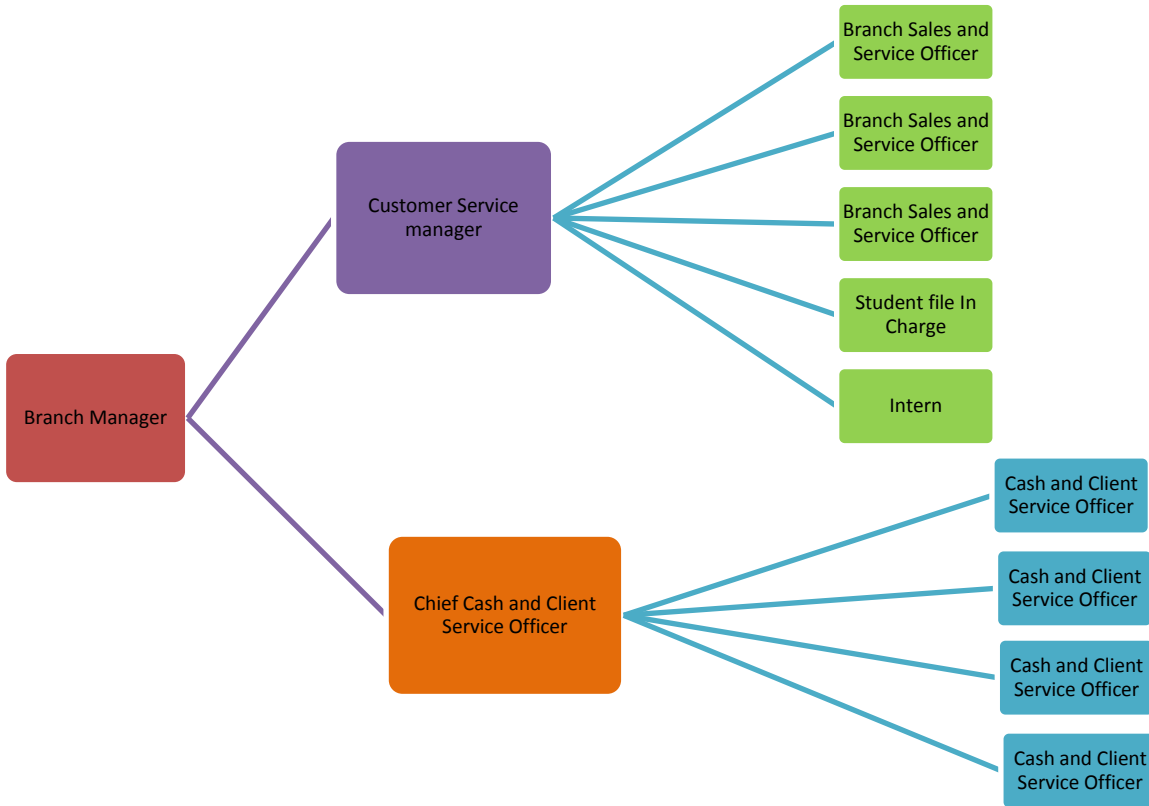 Branch Manager
Customer Service
manager
Branch Sales and
Service Officer
Branch Sales and
Service Officer
Branch Sales and
Service Officer
Student file In
Charge
Intern
Chief Cash and Client
Service Officer
Cash and Client
Service Officer
Cash and Client
Service Officer
Cash and Client
Service Officer
Cash and Client
Service Officer